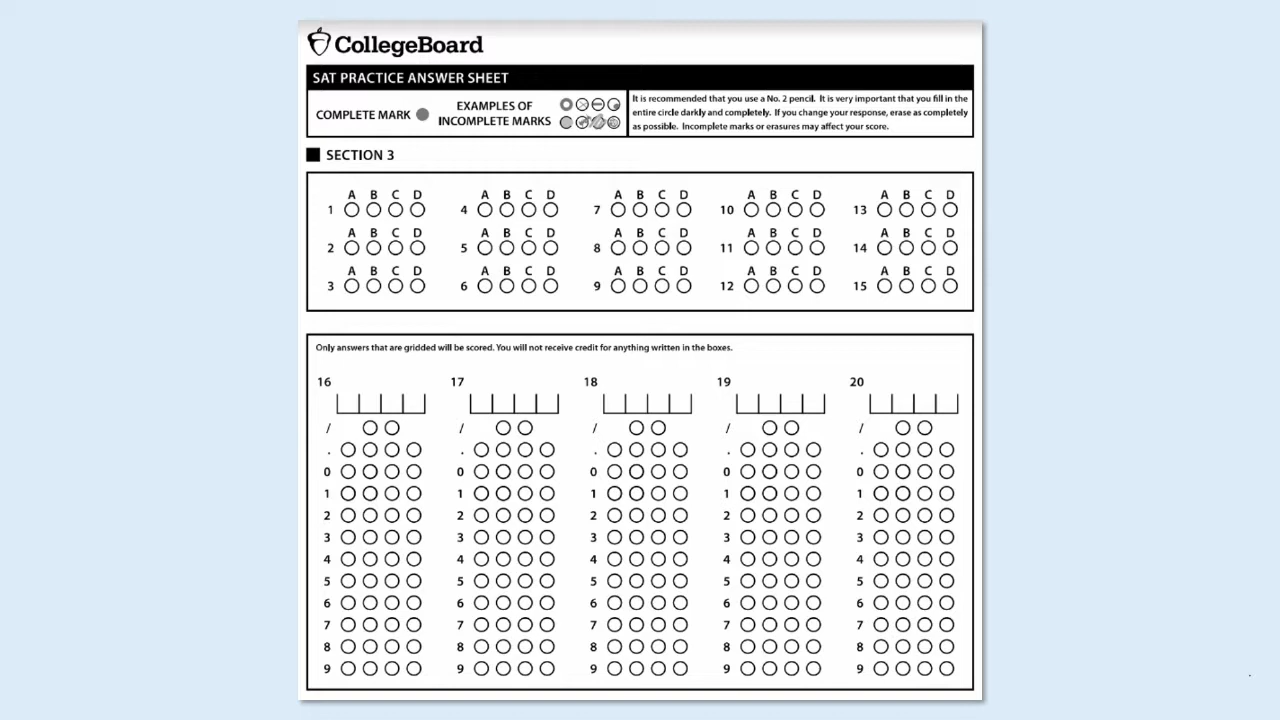 CollegeBoard
SAT PRACTICE ANSWER SHEET
COMPLETE MARK
EXAMPLES OF
INCOMPLETE MARKS
It is recommended that you use a No. 2 pencil. It is very important that you fill in the
entire circle darkly and completely. If you change your response, erase as completely
as possible. Incomplete marks or erasures may affect your score.
SECTION 3
A B C D A B C D A B C D A B C D A B C D
1 4 7 10 13
A B C D A B C D A B C D A B C D A B C D
2 5 8 11 14
A B C D A B C D A B C D A B C D A B C D
3 6 9 12 15
Only answers that are gridded will be scored. You will not receive credit for anything written in the boxes.
16 17 18 19 20
/ / / / /
. . . . .
0 0 0 0 0
1 1 1 1 1
2 2 2 2 2
3 3 3 3 3
4 4 4 4 4
5 5 5 5 5
6 6 6 6 6
7 7 7 7 7
8 8 8 8 8
9 9 9 9 9